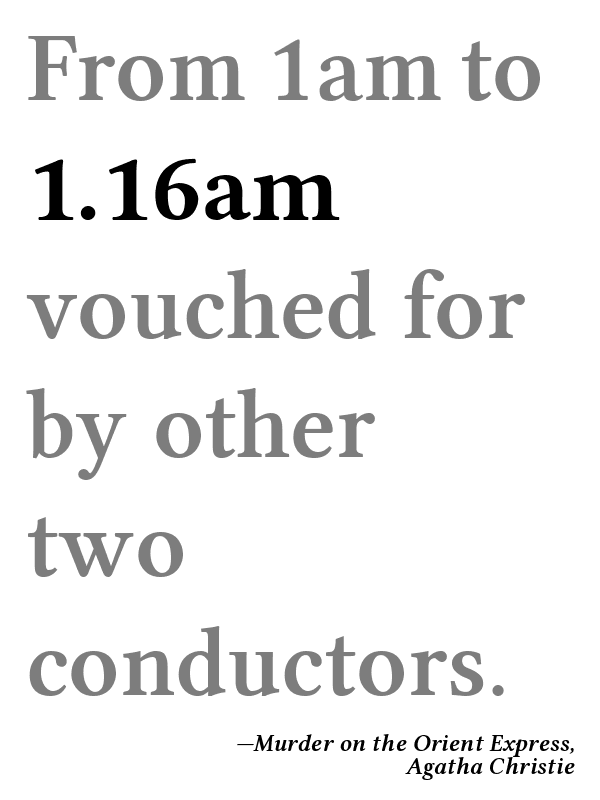 From 1am to
1.16am
vouched for
by other
two
conductors.
—Murder on the Orient Express,
Agatha Christie